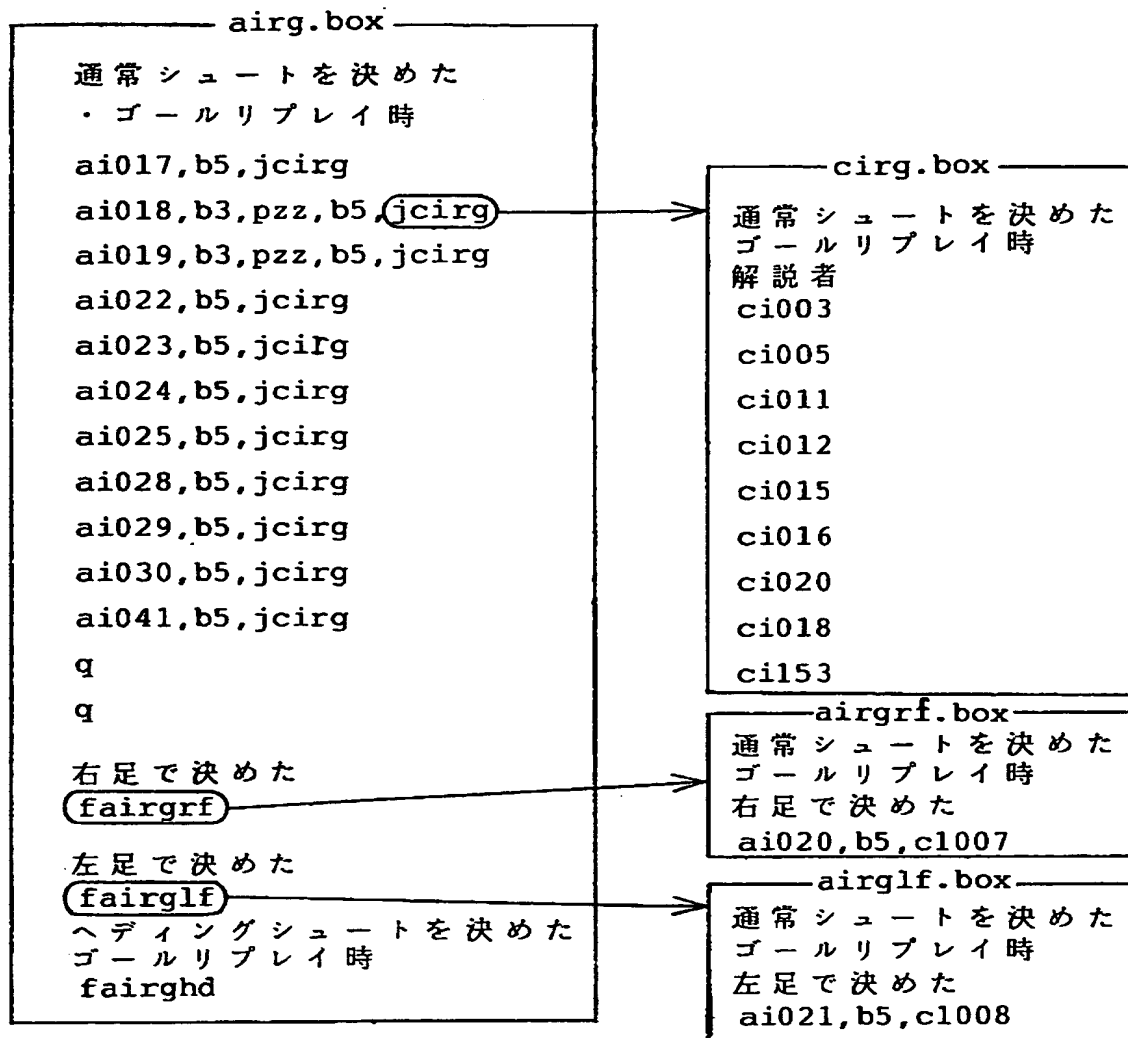 airg.box
通常シュートを決めた
・ゴールリプレイ時
ai017,b5,jcirg
ai018,b3,pzz,b5,jcirg
ai019,b3,pzz,b5,jcirg
ai022,b5,jcirg
ai023,b5,jcirg
ai024,b5,jcirg
ai025,b5,jcirg
ai028,b5,jcirg
ai029,b5,jcirg
ai030,b5,jcirg
ai041,b5,jcirg
q
q
右足で決めた
fairgrf
左足で決めた
fairglf
ヘディングシュートを決めた
ゴールリプレイ時
fairghd
cirg.box
通常シュートを決めた
ゴールリプレイ時
解説者
ci003
ci005
ci011
ci012
ci015
ci016
ci020
ci018
ci153
airgrf.box
通常シュートを決めた
ゴールリプレイ時
右足で決めた
ai020,b5,c1007
airglf.box
通常シュートを決めた
ゴールリプレイ時
左足で決めた
ai021,b5,c1008